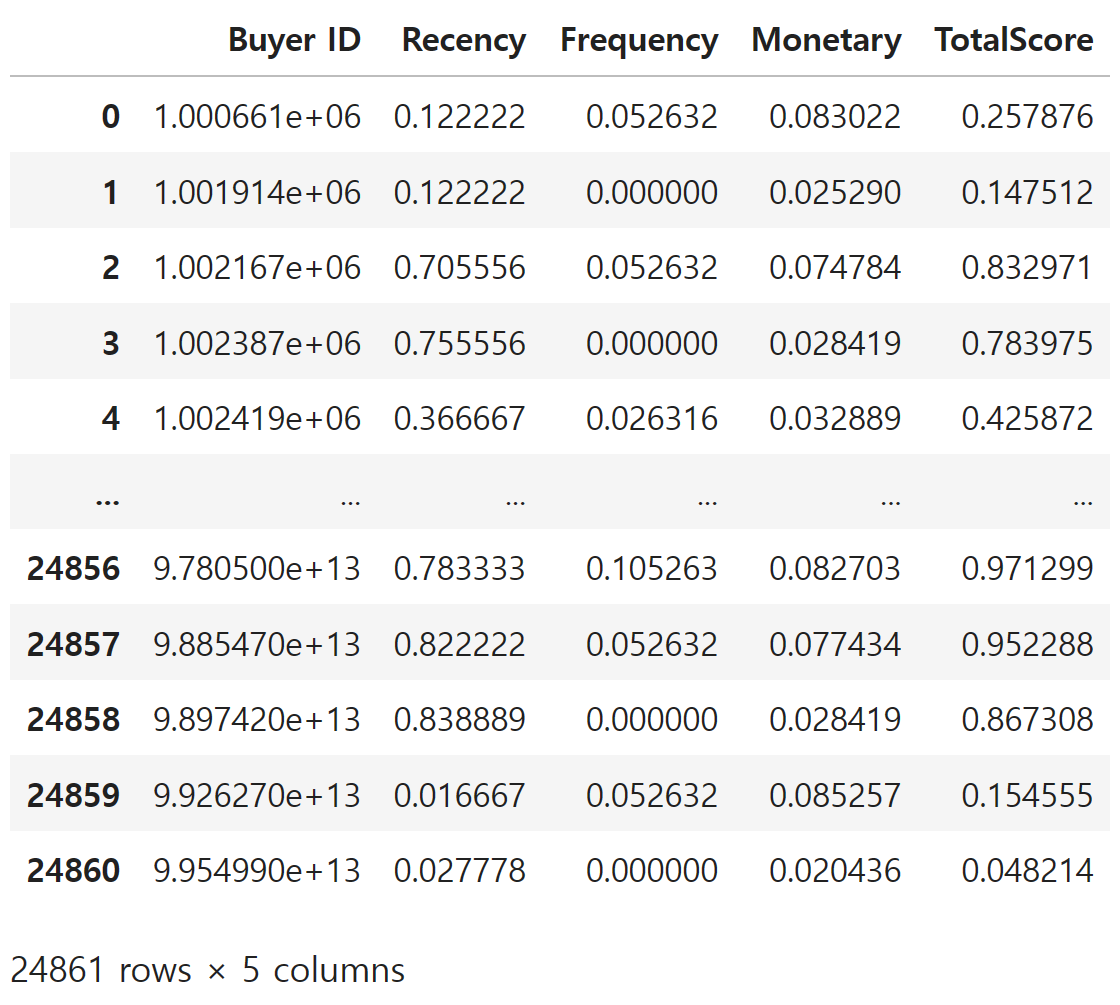 Buyer ID Recency Frequency Monetary TotalScore
0 1.000661e+06 0.122222 0.052632 0.083022 0.257876
1 1.001914e+06 0.122222 0.000000 0.025290 0.147512
2 1.002167e+06 0.705556 0.052632 0.074784 0.832971
3 1.002387e+06 0.755556 0.000000 0.028419 0.783975
4 1.002419e+06 0.366667 0.026316 0.032889 0.425872
... ... ... ... ... ...
24856 9.780500e+13 0.783333 0.105263 0.082703 0.971299
24857 9.885470e+13 0.822222 0.052632 0.077434 0.952288
24858 9.897420e+13 0.838889 0.000000 0.028419 0.867308
24859 9.926270e+13 0.016667 0.052632 0.085257 0.154555
24860 9.954990e+13 0.027778 0.000000 0.020436 0.048214
24861 rows × 5 columns